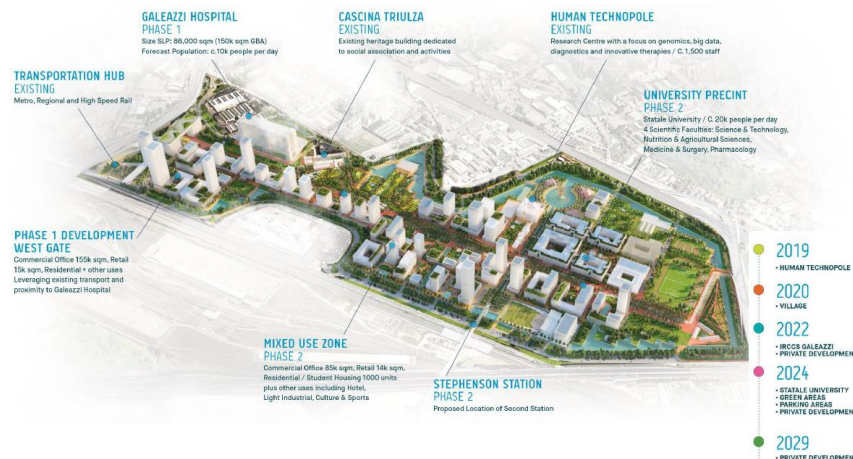 GALEAZZI HOSPITAL
PHASE 1
Size SLP: 86,000 sqm (150k sqm GBA)
Forecast Population: c.10k people per day
CASCINA TRIULZA
EXISTING
Existing heritage building dedicated
to social association and activities
HUMAN TECHNOPOLE
EXISTING
Research Centre with a focus on genomics, big data,
diagnostics and innovative therapies / C. 1,500 staff
TRANSPORTATION HUB
EXISTING
Metro, Regional and High Speed Rail
UNIVERSITY PRECINT
PHASE 2
Statale University / C. 20k people per day
4 Scientific Faculties: Science & Technology,
Nutrition & Agricultural Sciences,
Medicine & Surgery, Pharmacology
PHASE 1 DEVELOPMENT
WEST GATE
Commercial Office 155k sqm, Retail
15k sqm, Residential + other uses
Leveraging existing transport and
proximity to Galeazzi Hospital
MIXED USE ZONE
PHASE 2
Commercial Office 85k sqm, Retail 14k sqm,
Residential / Student Housing 1000 units
plus other uses including Hotel,
Light Industrial, Culture & Sports
STEPHENSON STATION
PHASE 2
Proposed Location of Second Station
2019
• HUMAN TECHNOPOLE
2020
• VILLAGE
2022
• IRCCS GALEAZZI
• PRIVATE DEVELOPMEN
2024
• STATALE UNIVERSITY
• GREEN AREAS
• PARKING AREAS
• PRIVATE DEVELOPMEN
2029
• PRIVATE DEVELOPMEN